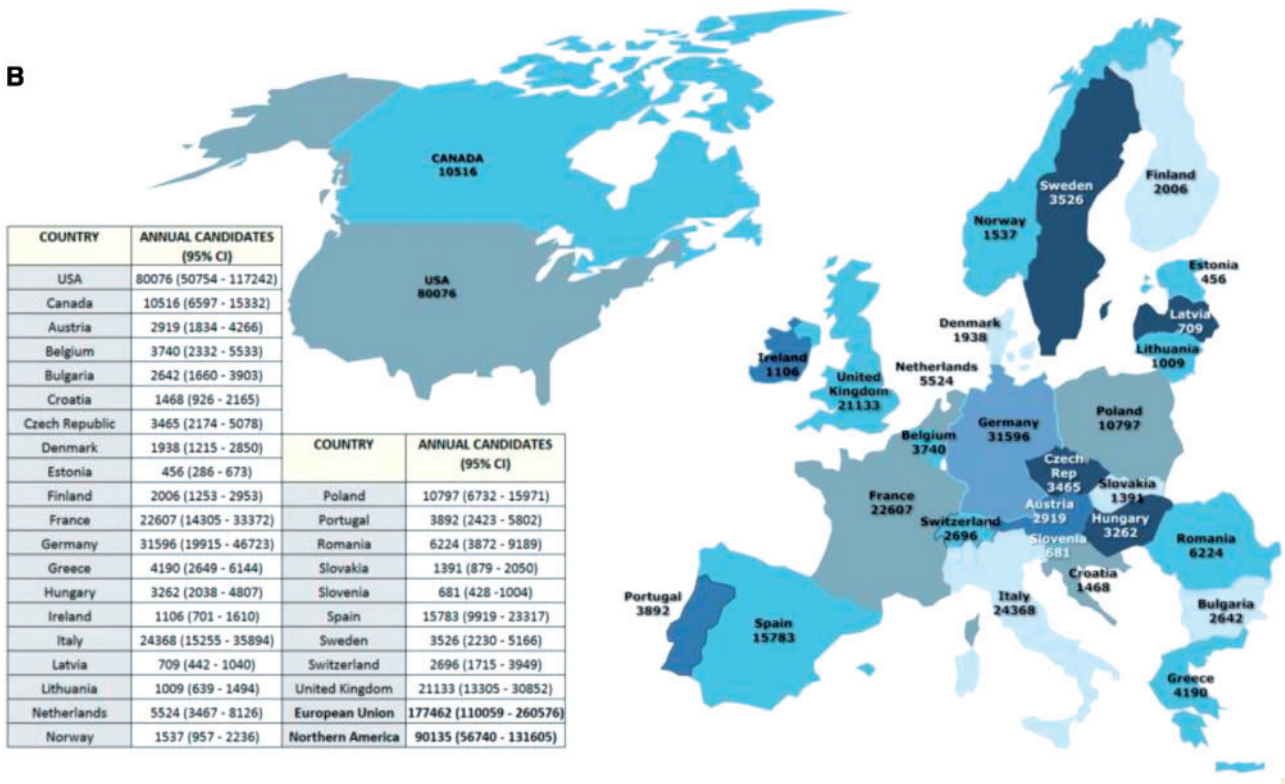 B
CANADA
10516
USA
80076
Sweden
3526
Finland
2006
Norway
1537
Estonia
456
Latvia
709
Lithuania
1009
Denmark
1938
Ireland
1106
Netherlands
5524
United
Kingdom
21133
Germany
31596
Poland
10797
Belgium
3740
Czech
Rep
3465
Slovakia
1391
France
22607
Austria
2919
Switzerland
2696
Hungary
3262
Slovenia
681
Romania
6224
Croatia
1468
Portugal
3892
Spain
15783
Italy
24368
Bulgaria
2642
Greece
4190
COUNTRY ANNUAL CANDIDATES
(95% CI)
USA 80076 (50754 - 117242)
Canada 10516 (6597 - 15332)
Austria 2919 (1834 - 4266)
Belgium 3740 (2332 - 5533)
Bulgaria 2642 (1660 - 3903)
Croatia 1468 (926 - 2165)
Czech Republic 3465 (2174 - 5078)
Denmark 1938 (1215 - 2850)
Estonia 456 (286 - 673)
Finland 2006 (1253 - 2953)
France 22607 (14305 - 33372)
Germany 31596 (19915 - 46723)
Greece 4190 (2649 - 6144)
Hungary 3262 (2038 - 4807)
Ireland 1106 (701 - 1610)
Italy 24368 (15255 - 35894)
Latvia 709 (442 - 1040)
Lithuania 1009 (639 - 1494)
Netherlands 5524 (3467 - 8126)
Norway 1537 (957 - 2236)
COUNTRY ANNUAL CANDIDATES
(95% CI)
Poland 10797 (6732 - 15971)
Portugal 3892 (2423 - 5802)
Romania 6224 (3872 - 9189)
Slovakia 1391 (879 - 2050)
Slovenia 681 (428 -1004)
Spain 15783 (9919 - 23317)
Sweden 3526 (2230 - 5166)
Switzerland 2696 (1715 - 3949)
United Kingdom 21133 (13305 - 30852)
European Union 177462 (110059 - 260576)
Northern America 90135 (56740 - 131605)